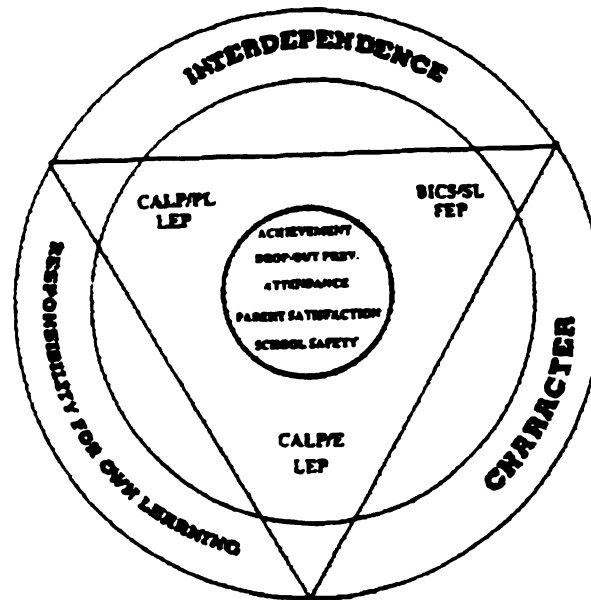 INTERDEPENDENCE
CALP/PL
LEP
BICS/SL
FEP
ACHIEVEMENT
DROP-OUT PREV.
ATTENDANCE
PARENT SATISFACTION
SCHOOL SAFETY
CALP/E
LEP
RESPONSIBILITY FOR OWN LEARNING
CHARACTER